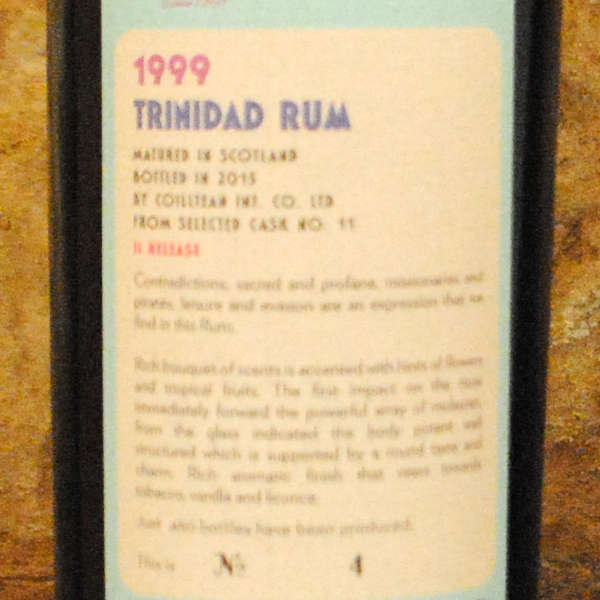 1999
TRINIDAD RUM
MATURED IN SCOTLAND
BOTTLED IN 2015
BY COILLTEAN INT. CO. LTD
FROM SELECTED CASK NO. 11
II RELEASE
Contradictions, sacred and profane, missionaries and
pirates, leisure and evasion are an expression that we
find in this Rum.
Rich bouquet of scents is accented with hints of flowers
and tropical fruits. The first impact on the nose
immediately forward the powerful array of
from the glass indicated the body potent and
structured which is supported for a round taste and
charm. Rich aromatic finish that veers towards
tobacco, vanilla and licorice.
Just bottles have been produced.
This is Nº 4